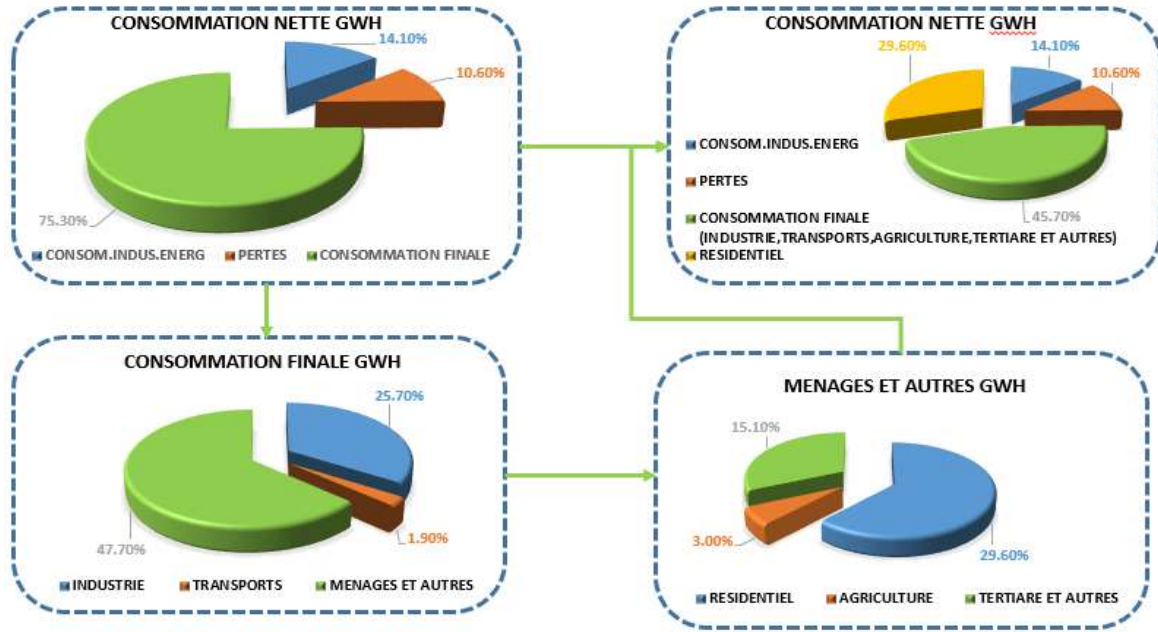 CONSOMMATION NETTE GWH
14.10%
10.60%
75.30%
CONSOM.INDUS.ENERG PERTES CONSOMMATION FINALE
CONSOMMATION NETTE GWH
29.60%
14.10%
10.60%
CONSOM.INDUS.ENERG
PERTES
45.70%
CONSOMMATION FINALE
(INDUSTRIE,TRANSPORTS,AGRICULTURE,TERTIARE ET AUTRES)
RESIDENTIEL
CONSOMMATION FINALE GWH
25.70%
47.70%
1.90%
INDUSTRIE TRANSPORTS MENAGES ET AUTRES
MENAGES ET AUTRES GWH
15.10%
3.00%
29.60%
RESIDENTIEL AGRICULTURE TERTIARE ET AUTRES